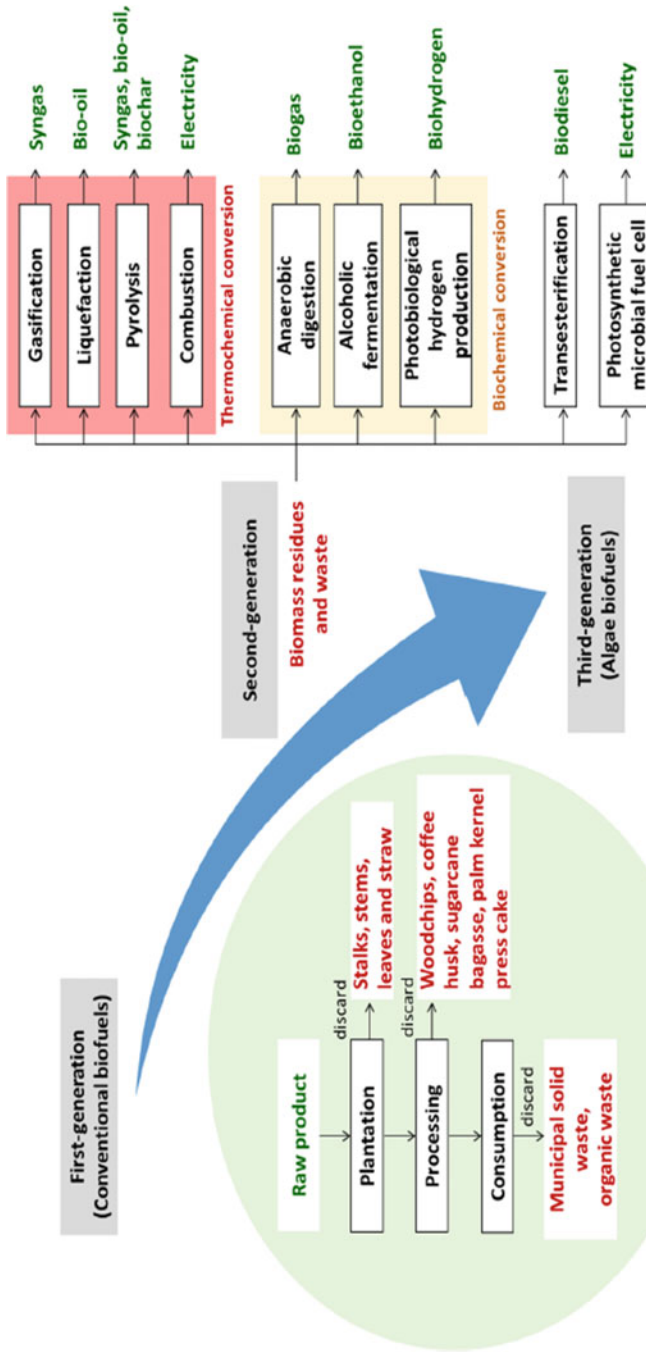 First-generation
(Conventional biofuels)
Raw product
Plantation
discard
Stalks, stems,
leaves and straw
Processing
discard
Woodchips, coffee
husk, sugarcane
bagasse, palm kernel
press cake
Consumption
discard
Municipal solid
waste,
organic waste
Second-generation
Biomass residues
and waste
Third-generation
(Algae biofuels)
Gasification
Syngas
Liquefaction
Bio-oil
Pyrolysis
Syngas, bio-oil,
biochar
Combustion
Electricity
Thermochemical conversion
Anaerobic
digestion
Biogas
Alcoholic
fermentation
Bioethanol
Photobiological
hydrogen
production
Biohydrogen
Biochemical conversion
Transesterification
Biodiesel
Photosynthetic
microbial fuel cell
Electricity